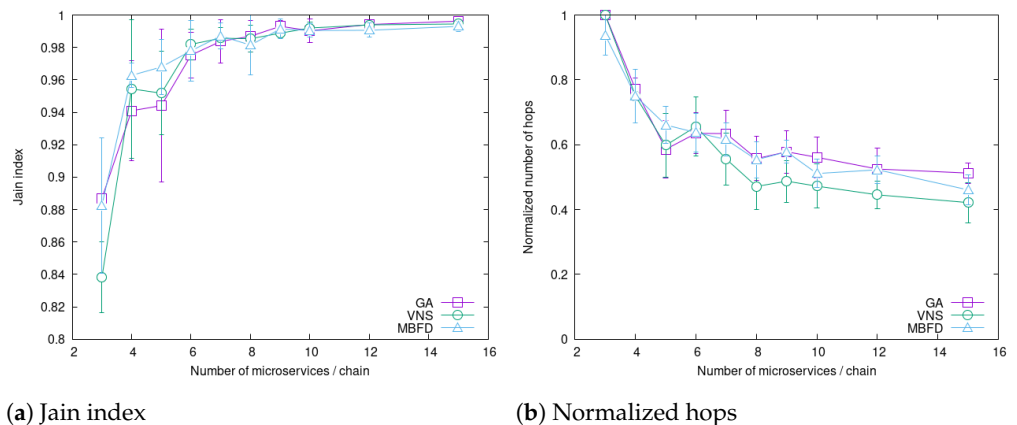 1
0.98
0.96
0.94
0.92
0.9
0.88
0.86
0.84
0.82
0.8
Jain index
2 4 6 8 10 12 14 16
Number of microservices / chain
GA
VNS
MBFD
(a) Jain index
1
0.8
0.6
0.4
0.2
0
Normalized number of hops
2 4 6 8 10 12 14 16
Number of microservices / chain
GA
VNS
MBFD
(b) Normalized hops